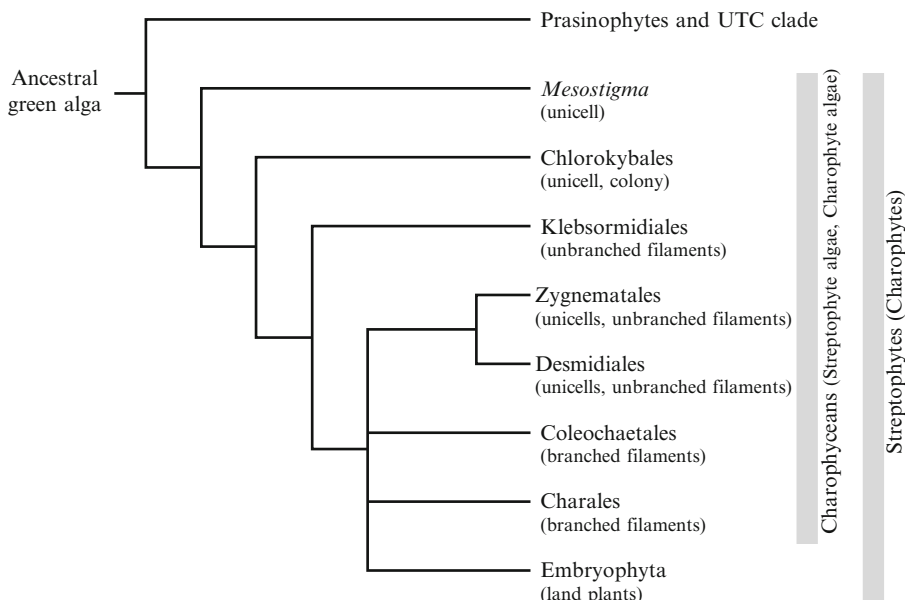 Prasinophytes and UTC clade
Ancestral
green alga
Mesostigma
(unicell)
Chlorokybales
(unicell, colony)
Klebsormidiales
(unbranched filaments)
Zygnematales
(unicells, unbranched filaments)
Desmidiales
(unicells, unbranched filaments)
Coleochaetales
(branched filaments)
Charales
(branched filaments)
Embryophyta
(land plants)
Charophyceans (Streptophyte algae, Charophyte algae)
Streptophytes (Charophytes)